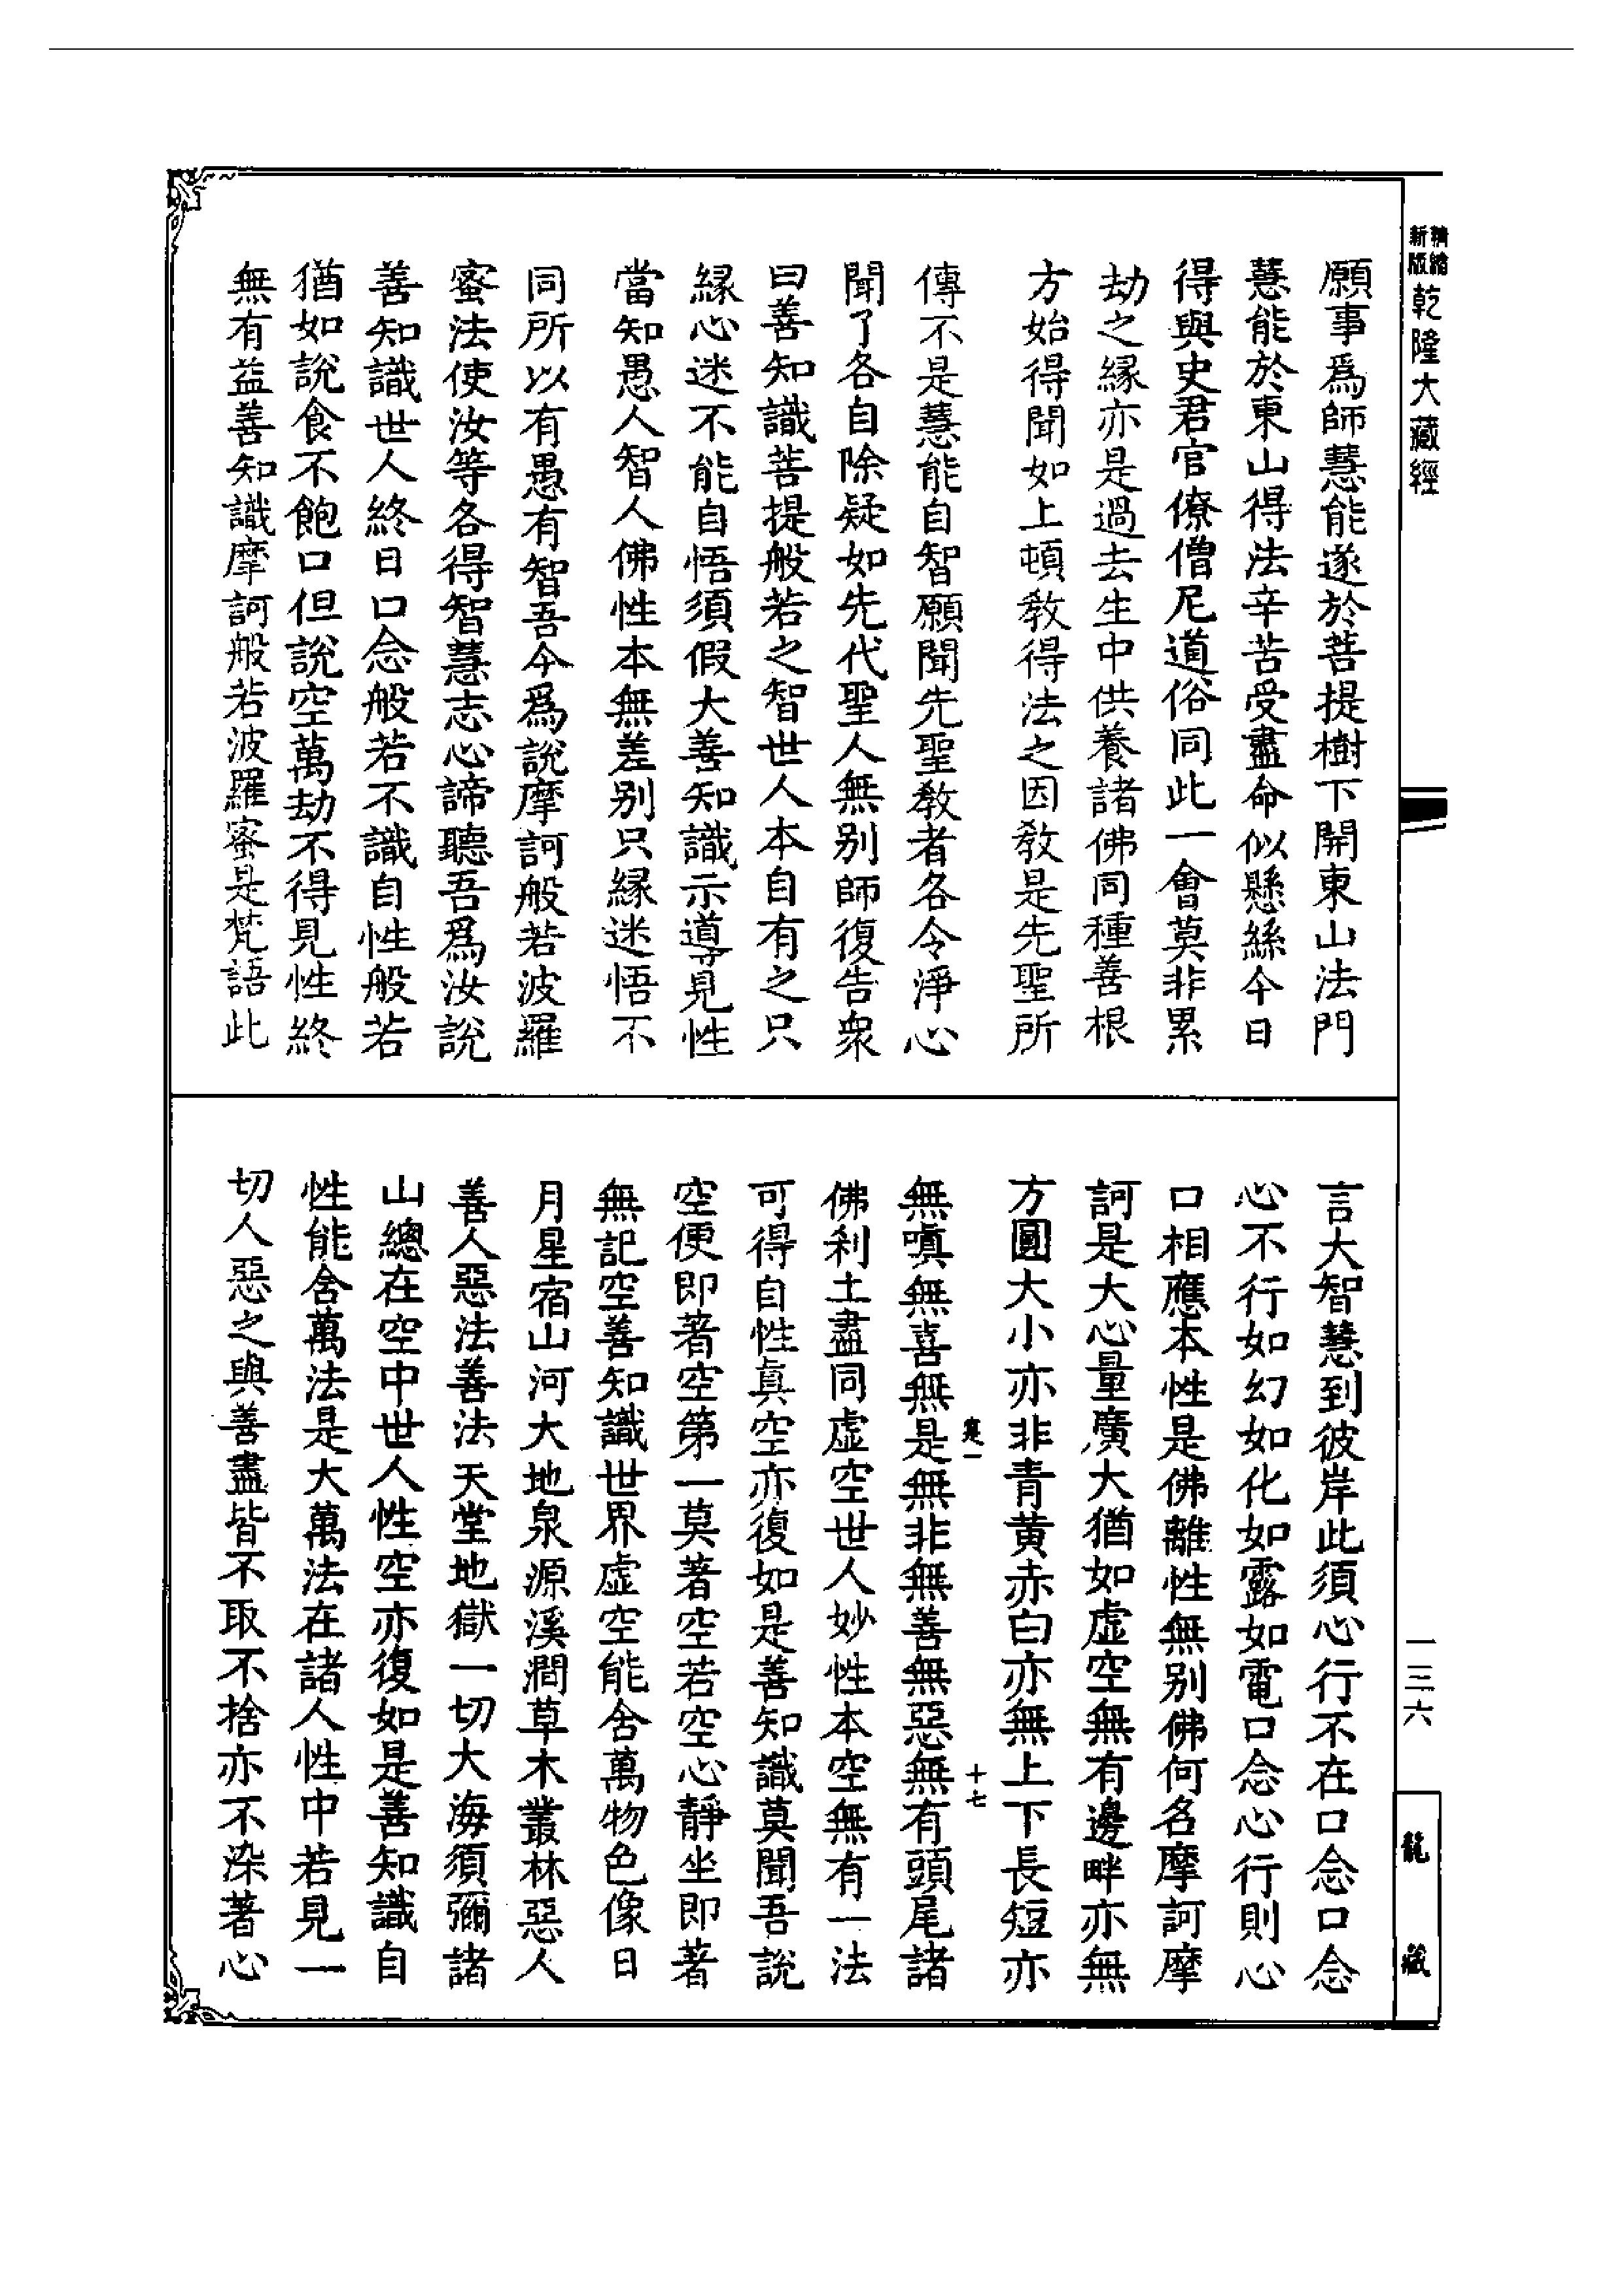 精縮
新版
乾隆大藏經
願事爲師慧能遂於菩提樹下開東山法門
慧能於東山得法辛苦受盡命似懸絲今日
得與史君官僚僧尼道俗同此一會莫非累
劫之緣亦是過去生中供養諸佛同種善根
方始得聞如上頓教得法之因教是先聖所
傳不是慧能自智願聞先聖教者各令淨心
聞了各自除疑如先代聖人無别師復告衆
曰善知識菩提般若之智世人本自有之只
緣心迷不能自悟須假大善知識示導見性
當知愚人智人佛性本無差别只緣迷悟不
同所以有愚有智吾今爲說摩訶般若波羅
蜜法使汝等各得智慧志心諦聽吾爲汝說
善知識世人終日口念般若不識自性般若
猶如說食不飽口但說空萬劫不得見性終
無有益善知識摩訶般若波羅蜜是梵語此
言大智慧到彼岸此須心行不在口念口念
心不行如幻如化如露如電口念心行則心
口相應本性是佛離性無别佛何名摩訶摩
訶是大心量廣大猶如虛空無有邊畔亦無
方圓大小亦非青黄赤白亦無上下長短亦
無嗔無喜無是無非無善無惡無有頭尾諸
佛利土盡同虛空世人妙性本空無有一法
可得自性真空亦復如是善知識莫聞吾說
空便即著空第一莫著空若空心靜坐即著
無記空善知識世界虛空能含萬物色像日
月星宿山河大地泉源溪澗草木叢林惡人
善人惡法善法天堂地獄一切大海須彌諸
山總在空中世人性空亦復如是善知識自
性能含萬法是大萬法在諸人性中若見一
切人惡之與善盡皆不取不捨亦不染著心
十七
一三六
龍藏